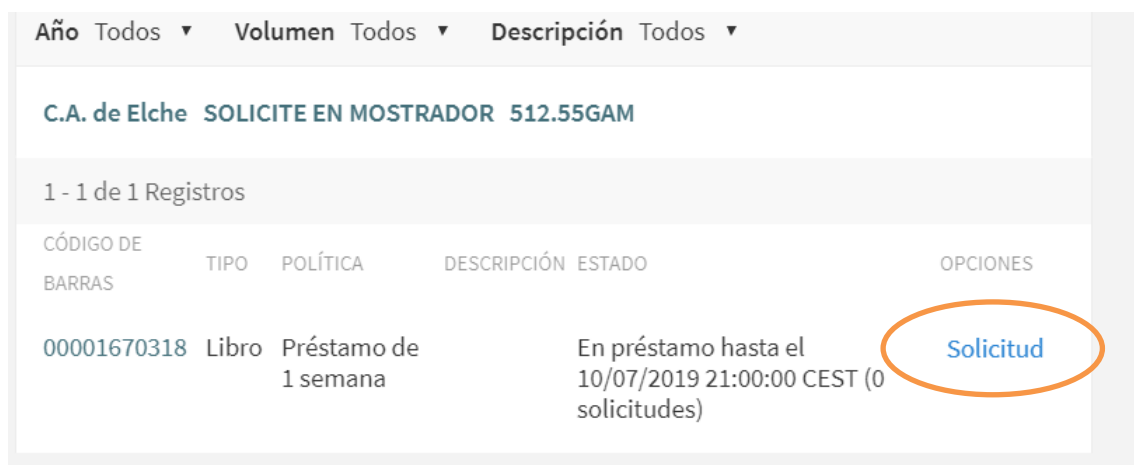 Año Todos ▼ Volumen Todos ▼ Descripción Todos ▼
C.A. de Elche SOLICITE EN MOSTRADOR 512.55GAM
1 - 1 de 1 Registros
CÓDIGO DE BARRAS TIPO POLÍTICA DESCRIPCIÓN ESTADO OPCIONES
00001670318 Libro Préstamo de 1 semana En préstamo hasta el 10/07/2019 21:00:00 CEST (0 solicitudes) Solicitud